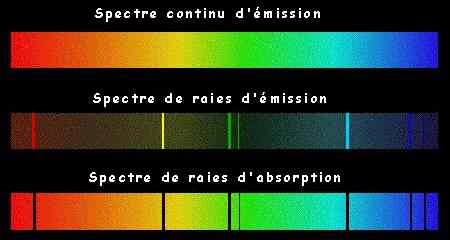 Spectre continu d'émission
Spectre de raies d'émission
Spectre de raies d'absorption